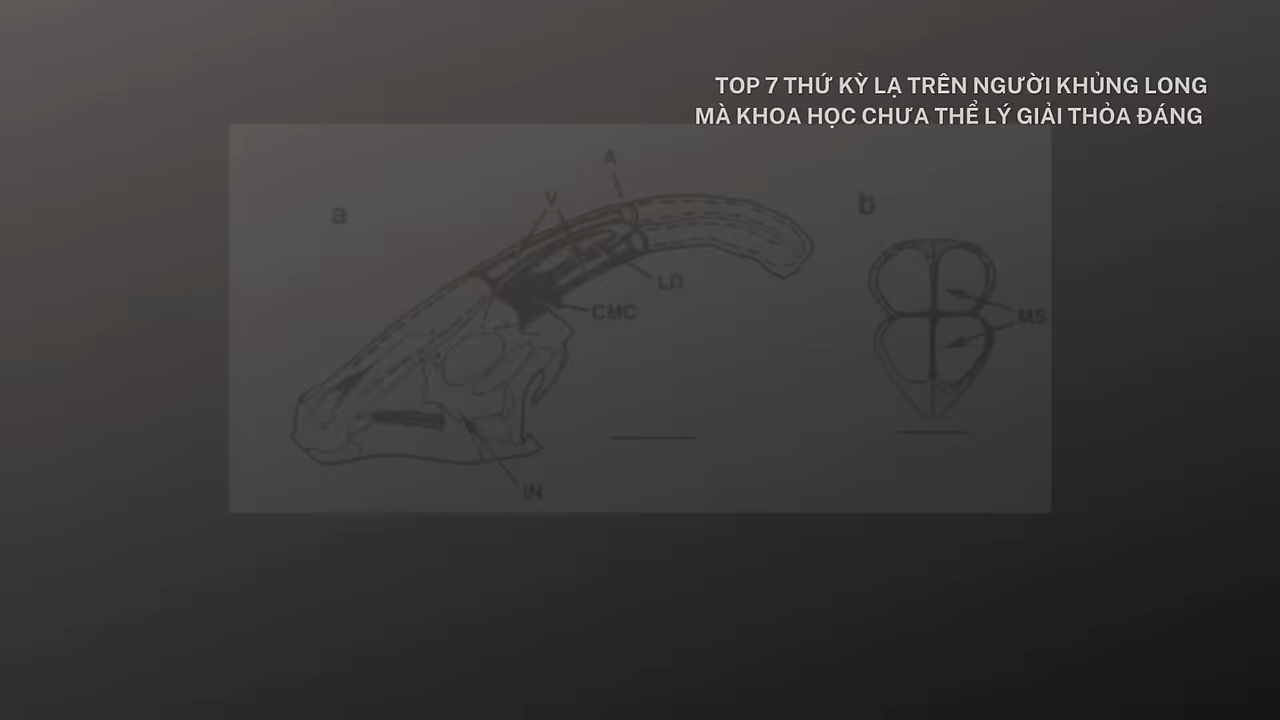 TOP 7 THỨ KỲ LẠ TRÊN NGƯỜI KHỦNG LONG
MÀ KHOA HỌC CHƯA THỂ LÝ GIẢI THỎA ĐÁNG
A
V
a
b
LD
CMC
MS
IN